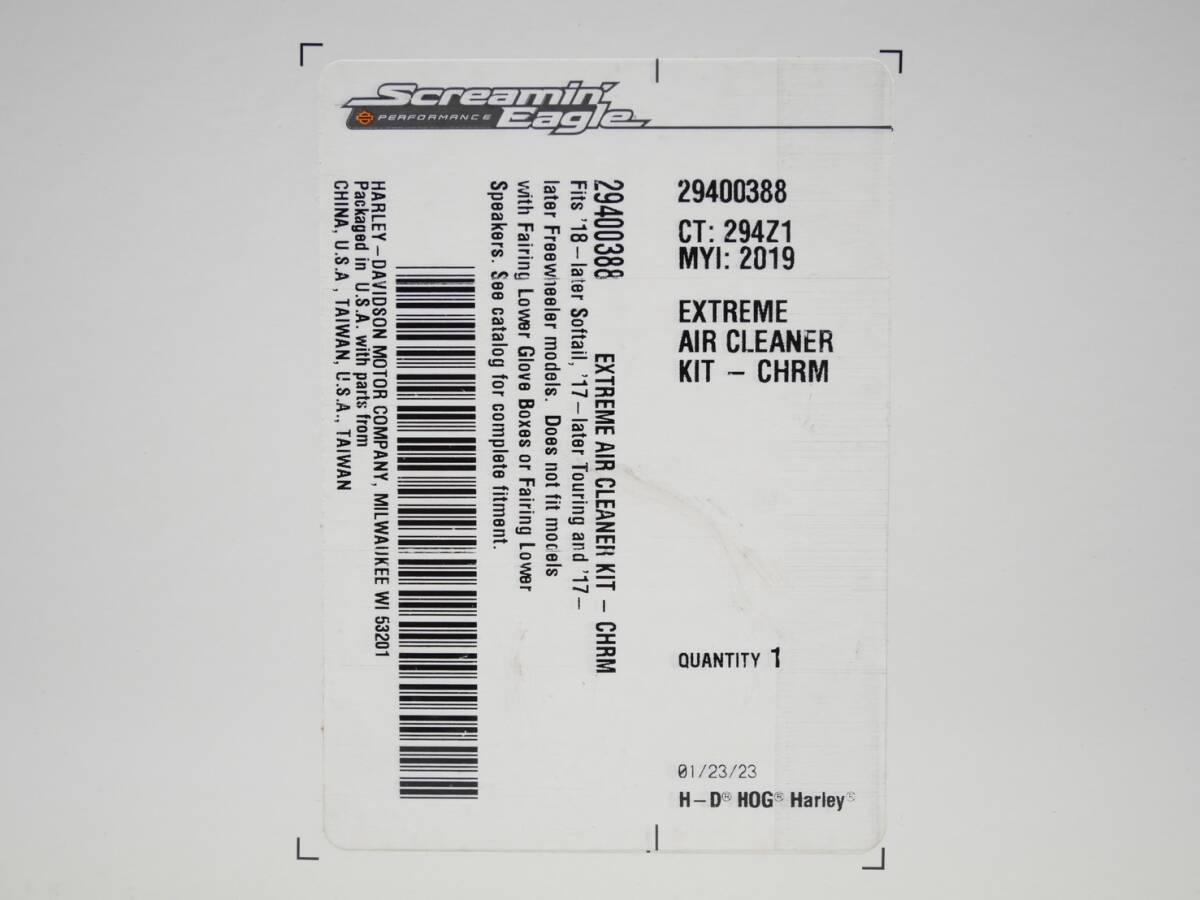 Screamin'
PERFORMANCE Eagle
29400388
CT: 294Z1
MYI: 2019
EXTREME
AIR CLEANER
KIT – CHRM
QUANTITY 1
01/23/23
H–D® HOG® Harley®
29400388 EXTREME AIR CLEANER KIT – CHRM
Fits '18–later Softail, '17–later Touring and '17–
later Freewheeler models. Does not fit models
with Fairing Lower Glove Boxes or Fairing Lower
Speakers. See catalog for complete fitment.
HARLEY–DAVIDSON MOTOR COMPANY, MILWAUKEE WI 53201
Packaged in U.S.A. with parts from
CHINA, U.S.A , TAIWAN, U.S.A., TAIWAN